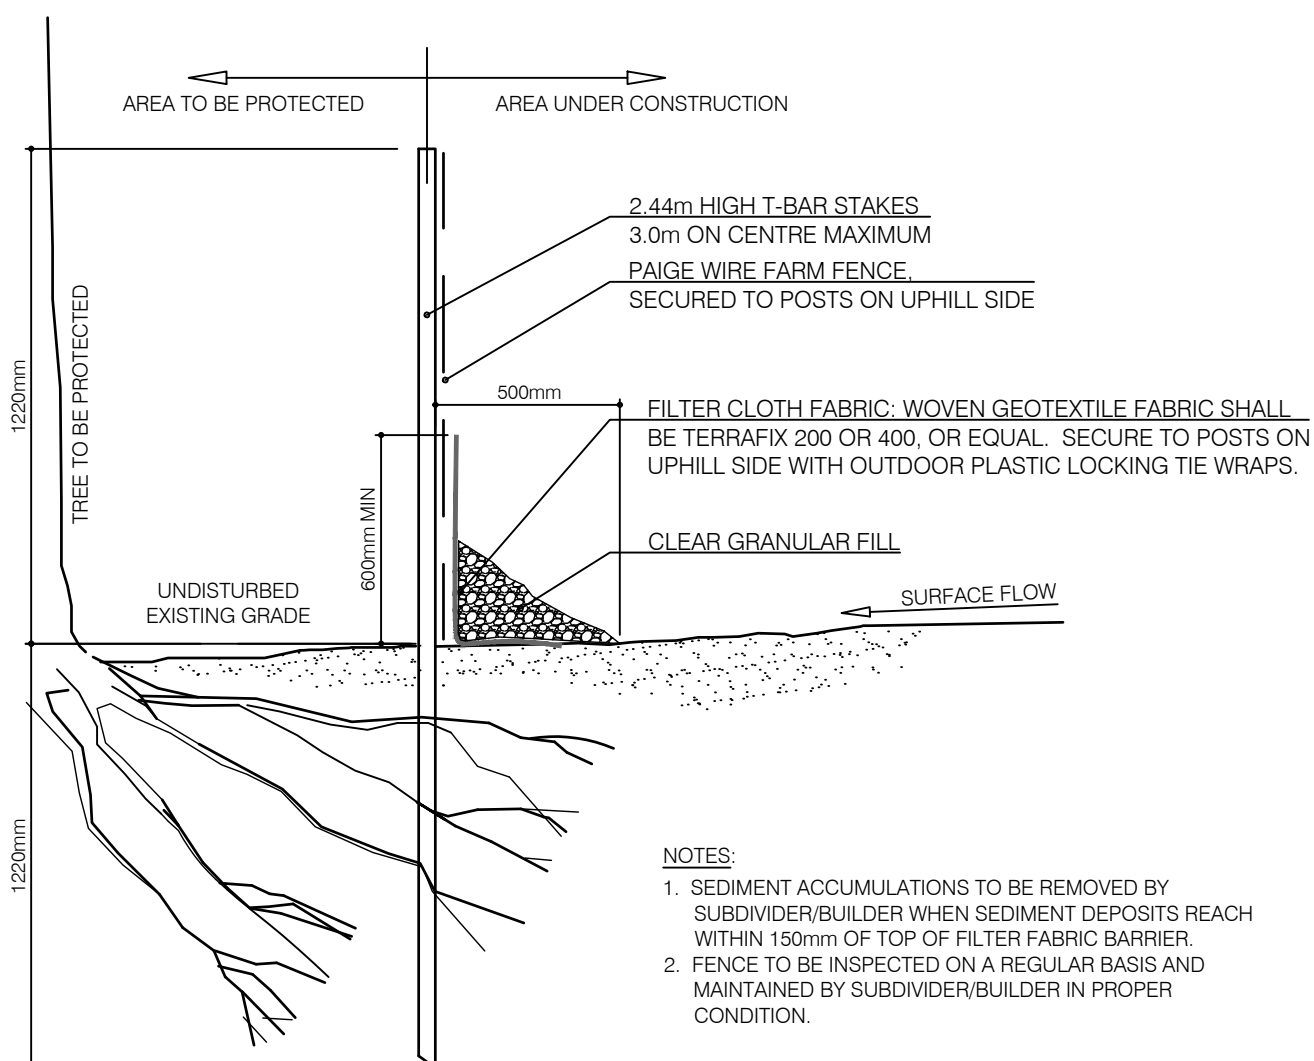 AREA TO BE PROTECTED
AREA UNDER CONSTRUCTION
2.44m HIGH T-BAR STAKES
3.0m ON CENTRE MAXIMUM
PAIGE WIRE FARM FENCE,
SECURED TO POSTS ON UPHILL SIDE
1220mm
TREE TO BE PROTECTED
500mm
FILTER CLOTH FABRIC: WOVEN GEOTEXTILE FABRIC SHALL
BE TERRAFIX 200 OR 400, OR EQUAL. SECURE TO POSTS ON
UPHILL SIDE WITH OUTDOOR PLASTIC LOCKING TIE WRAPS.
600mm MIN
CLEAR GRANULAR FILL
UNDISTURBED
EXISTING GRADE
SURFACE FLOW
1220mm
NOTES:
1. SEDIMENT ACCUMULATIONS TO BE REMOVED BY
SUBDIVIDER/BUILDER WHEN SEDIMENT DEPOSITS REACH
WITHIN 150mm OF TOP OF FILTER FABRIC BARRIER.
2. FENCE TO BE INSPECTED ON A REGULAR BASIS AND
MAINTAINED BY SUBDIVIDER/BUILDER IN PROPER
CONDITION.